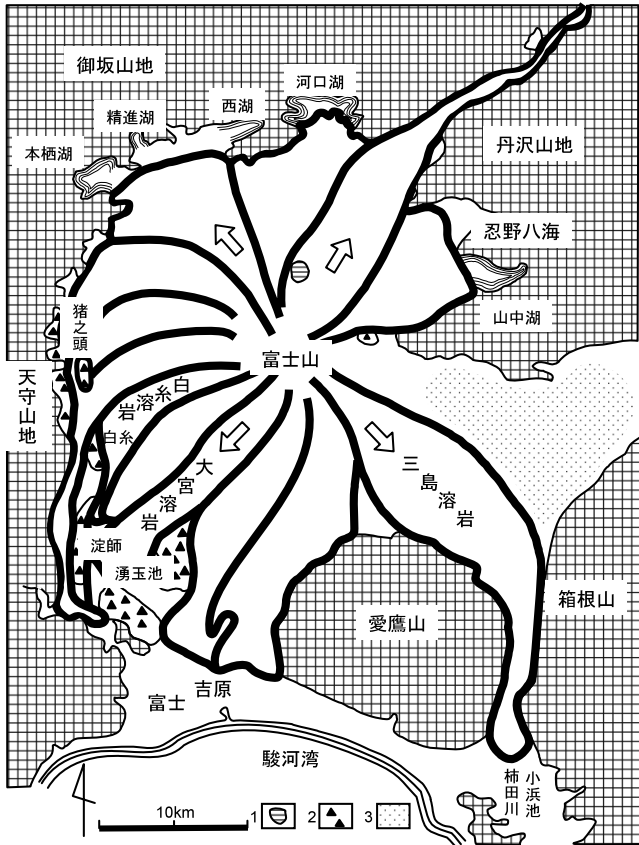 御坂山地
河口湖
西湖
精進湖
本栖湖
丹沢山地
忍野八海
山中湖
猪之頭
天守山地
富士山
白糸溶岩
白糸
大宮溶岩
三島溶岩
淀師
湧玉池
箱根山
愛鷹山
吉原
富士
駿河湾
柿田川
小浜池
10km
1
2
3